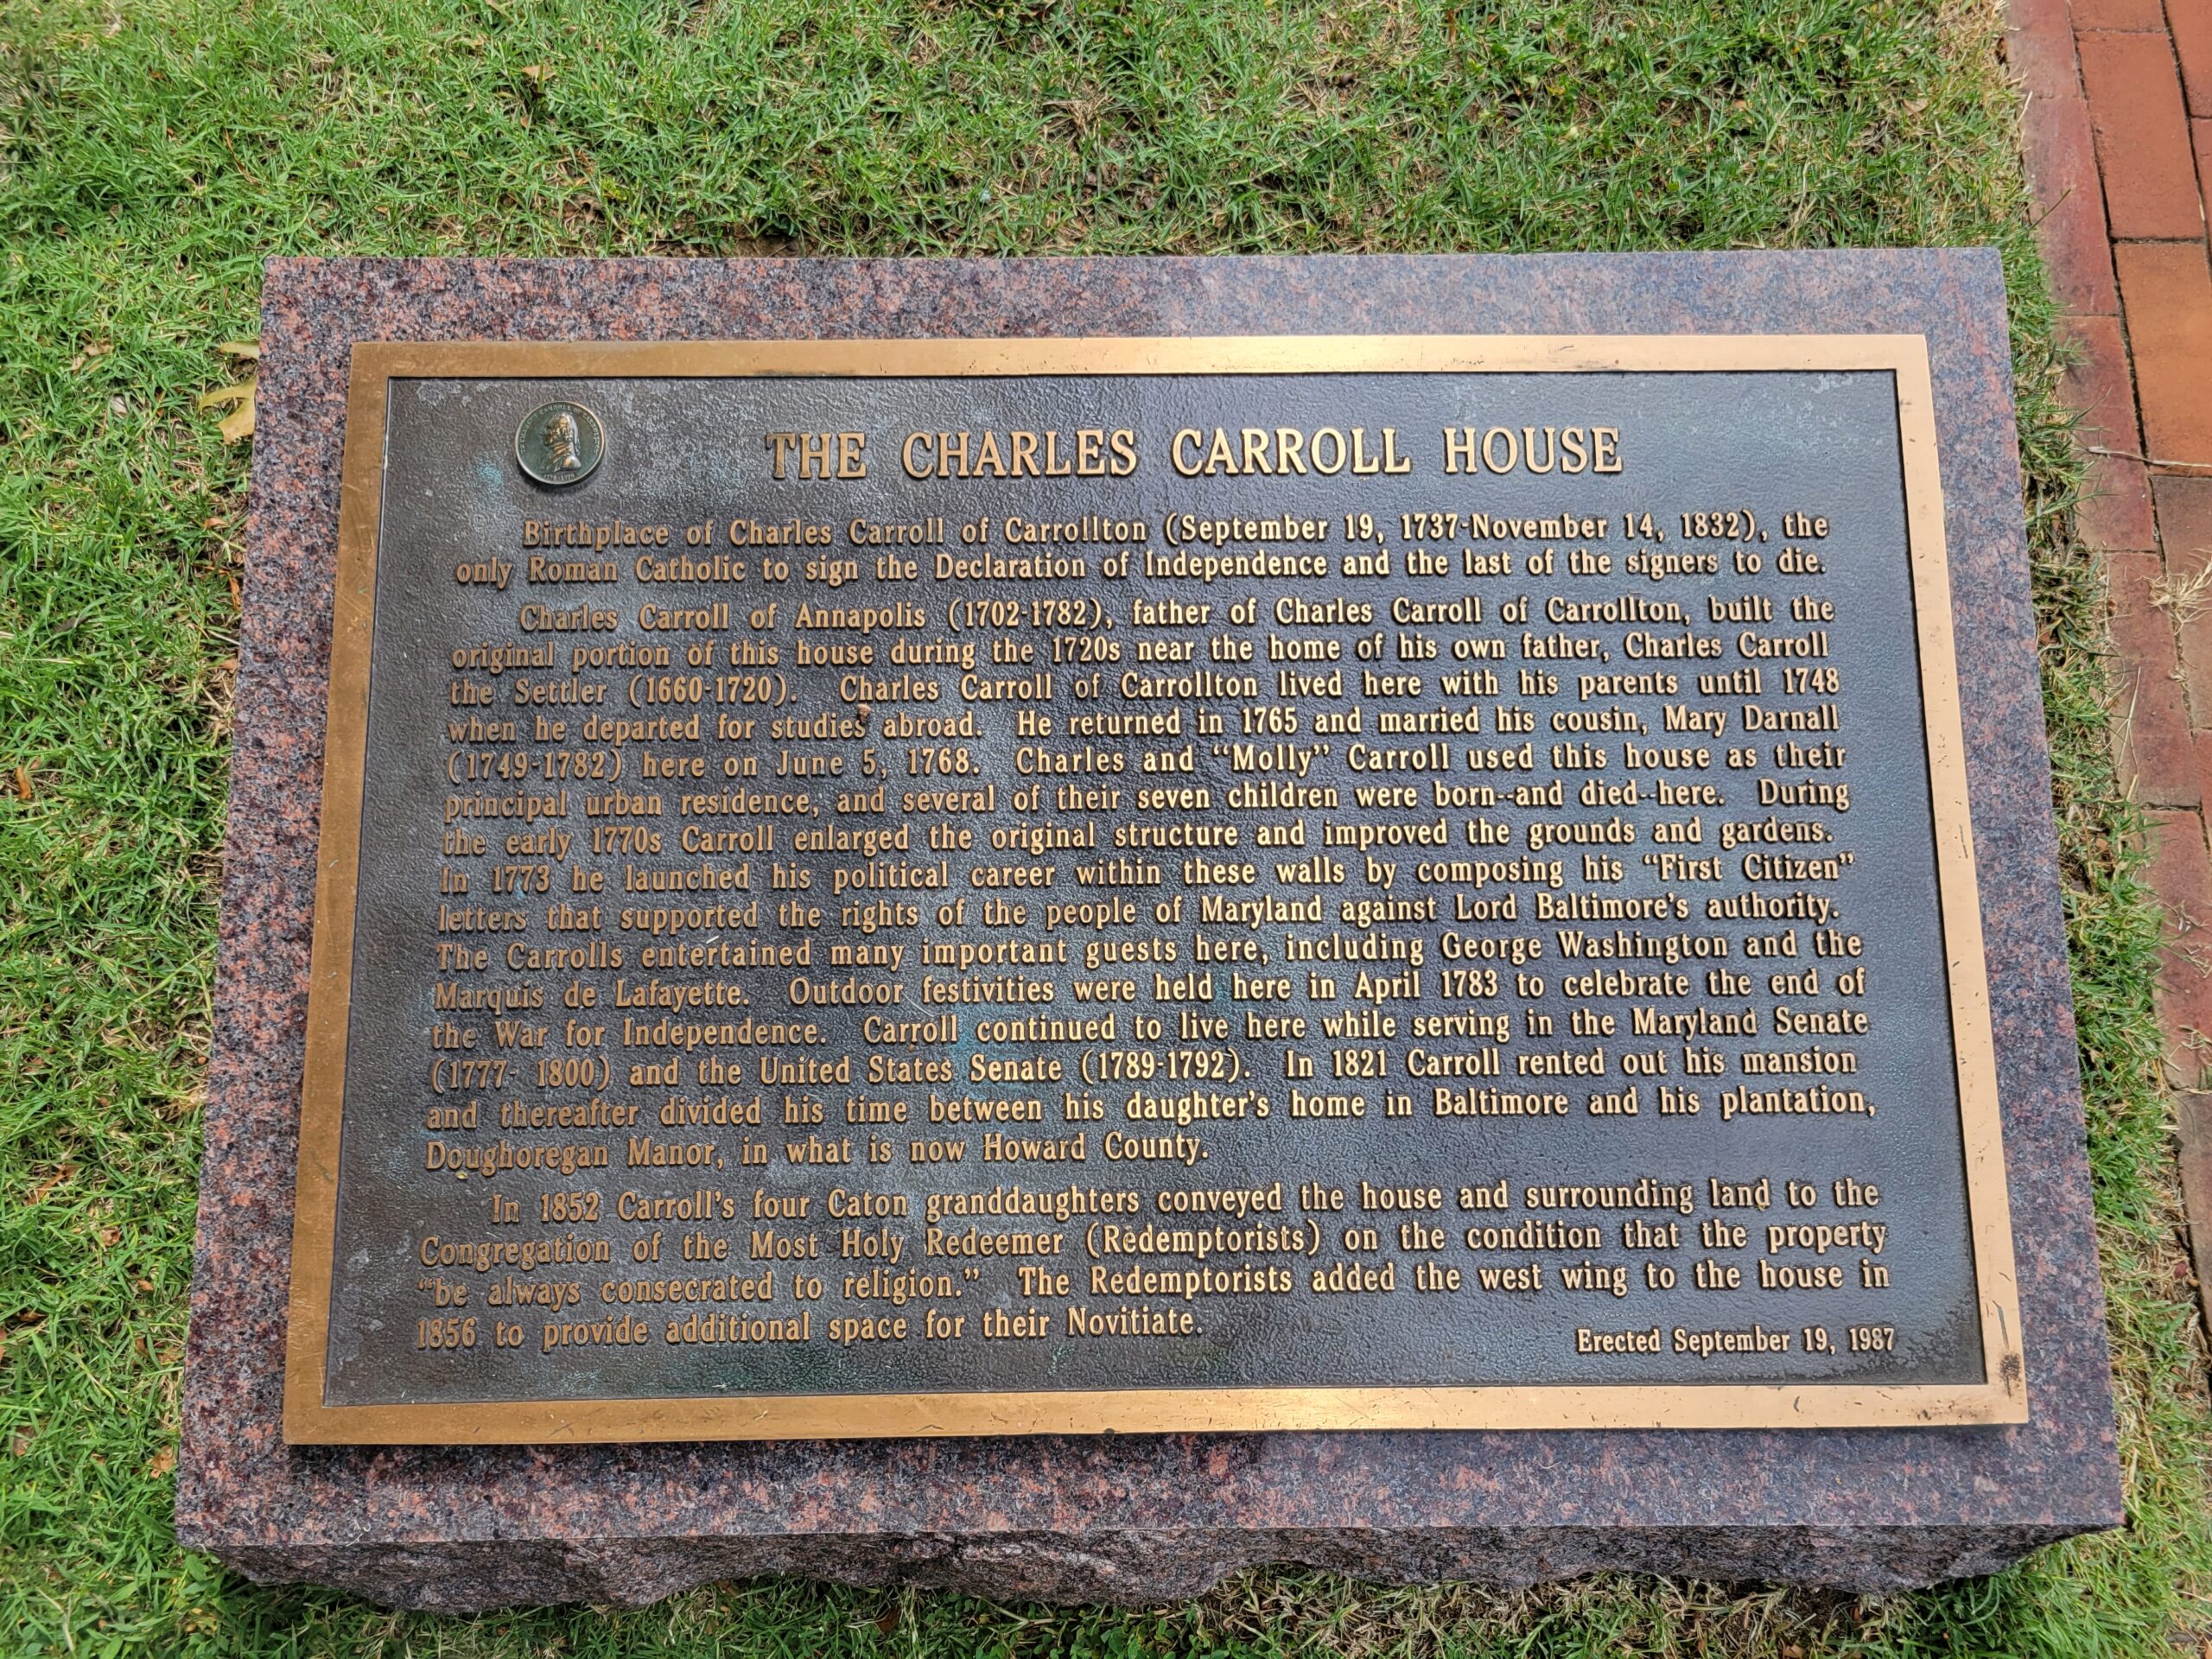 THE CHARLES CARROLL HOUSE
Birthplace of Charles Carroll of Carrollton (September 19, 1737-November 14, 1832), the
only Roman Catholic to sign the Declaration of Independence and the last of the signers to die.
Charles Carroll of Annapolis (1702-1782), father of Charles Carroll of Carrollton, built the
original portion of this house during the 1720s near the home of his own father, Charles Carroll
the Settler (1660-1720). Charles Carroll of Carrollton lived here with his parents until 1748
when he departed for studies abroad. He returned in 1765 and married his cousin, Mary Darnall
(1749-1782) here on June 5, 1768. Charles and “Molly” Carroll used this house as their
principal urban residence, and several of their seven children were born--and died--here. During
the early 1770s Carroll enlarged the original structure and improved the grounds and gardens.
In 1773 he launched his political career within these walls by composing his “First Citizen”
letters that supported the rights of the people of Maryland against Lord Baltimore's authority.
The Carrolls entertained many important guests here, including George Washington and the
Marquis de Lafayette. Outdoor festivities were held here in April 1783 to celebrate the end of
the War for Independence. Carroll continued to live here while serving in the Maryland Senate
(1777- 1800) and the United States Senate (1789-1792). In 1821 Carroll rented out his mansion
and thereafter divided his time between his daughter's home in Baltimore and his plantation,
Doughoregan Manor, in what is now Howard County.
In 1852 Carroll's four Caton granddaughters conveyed the house and surrounding land to the
Congregation of the Most Holy Redeemer (Redemptorists) on the condition that the property
“be always consecrated to religion.” The Redemptorists added the west wing to the house in
1856 to provide additional space for their Novitiate.
Erected September 19, 1987